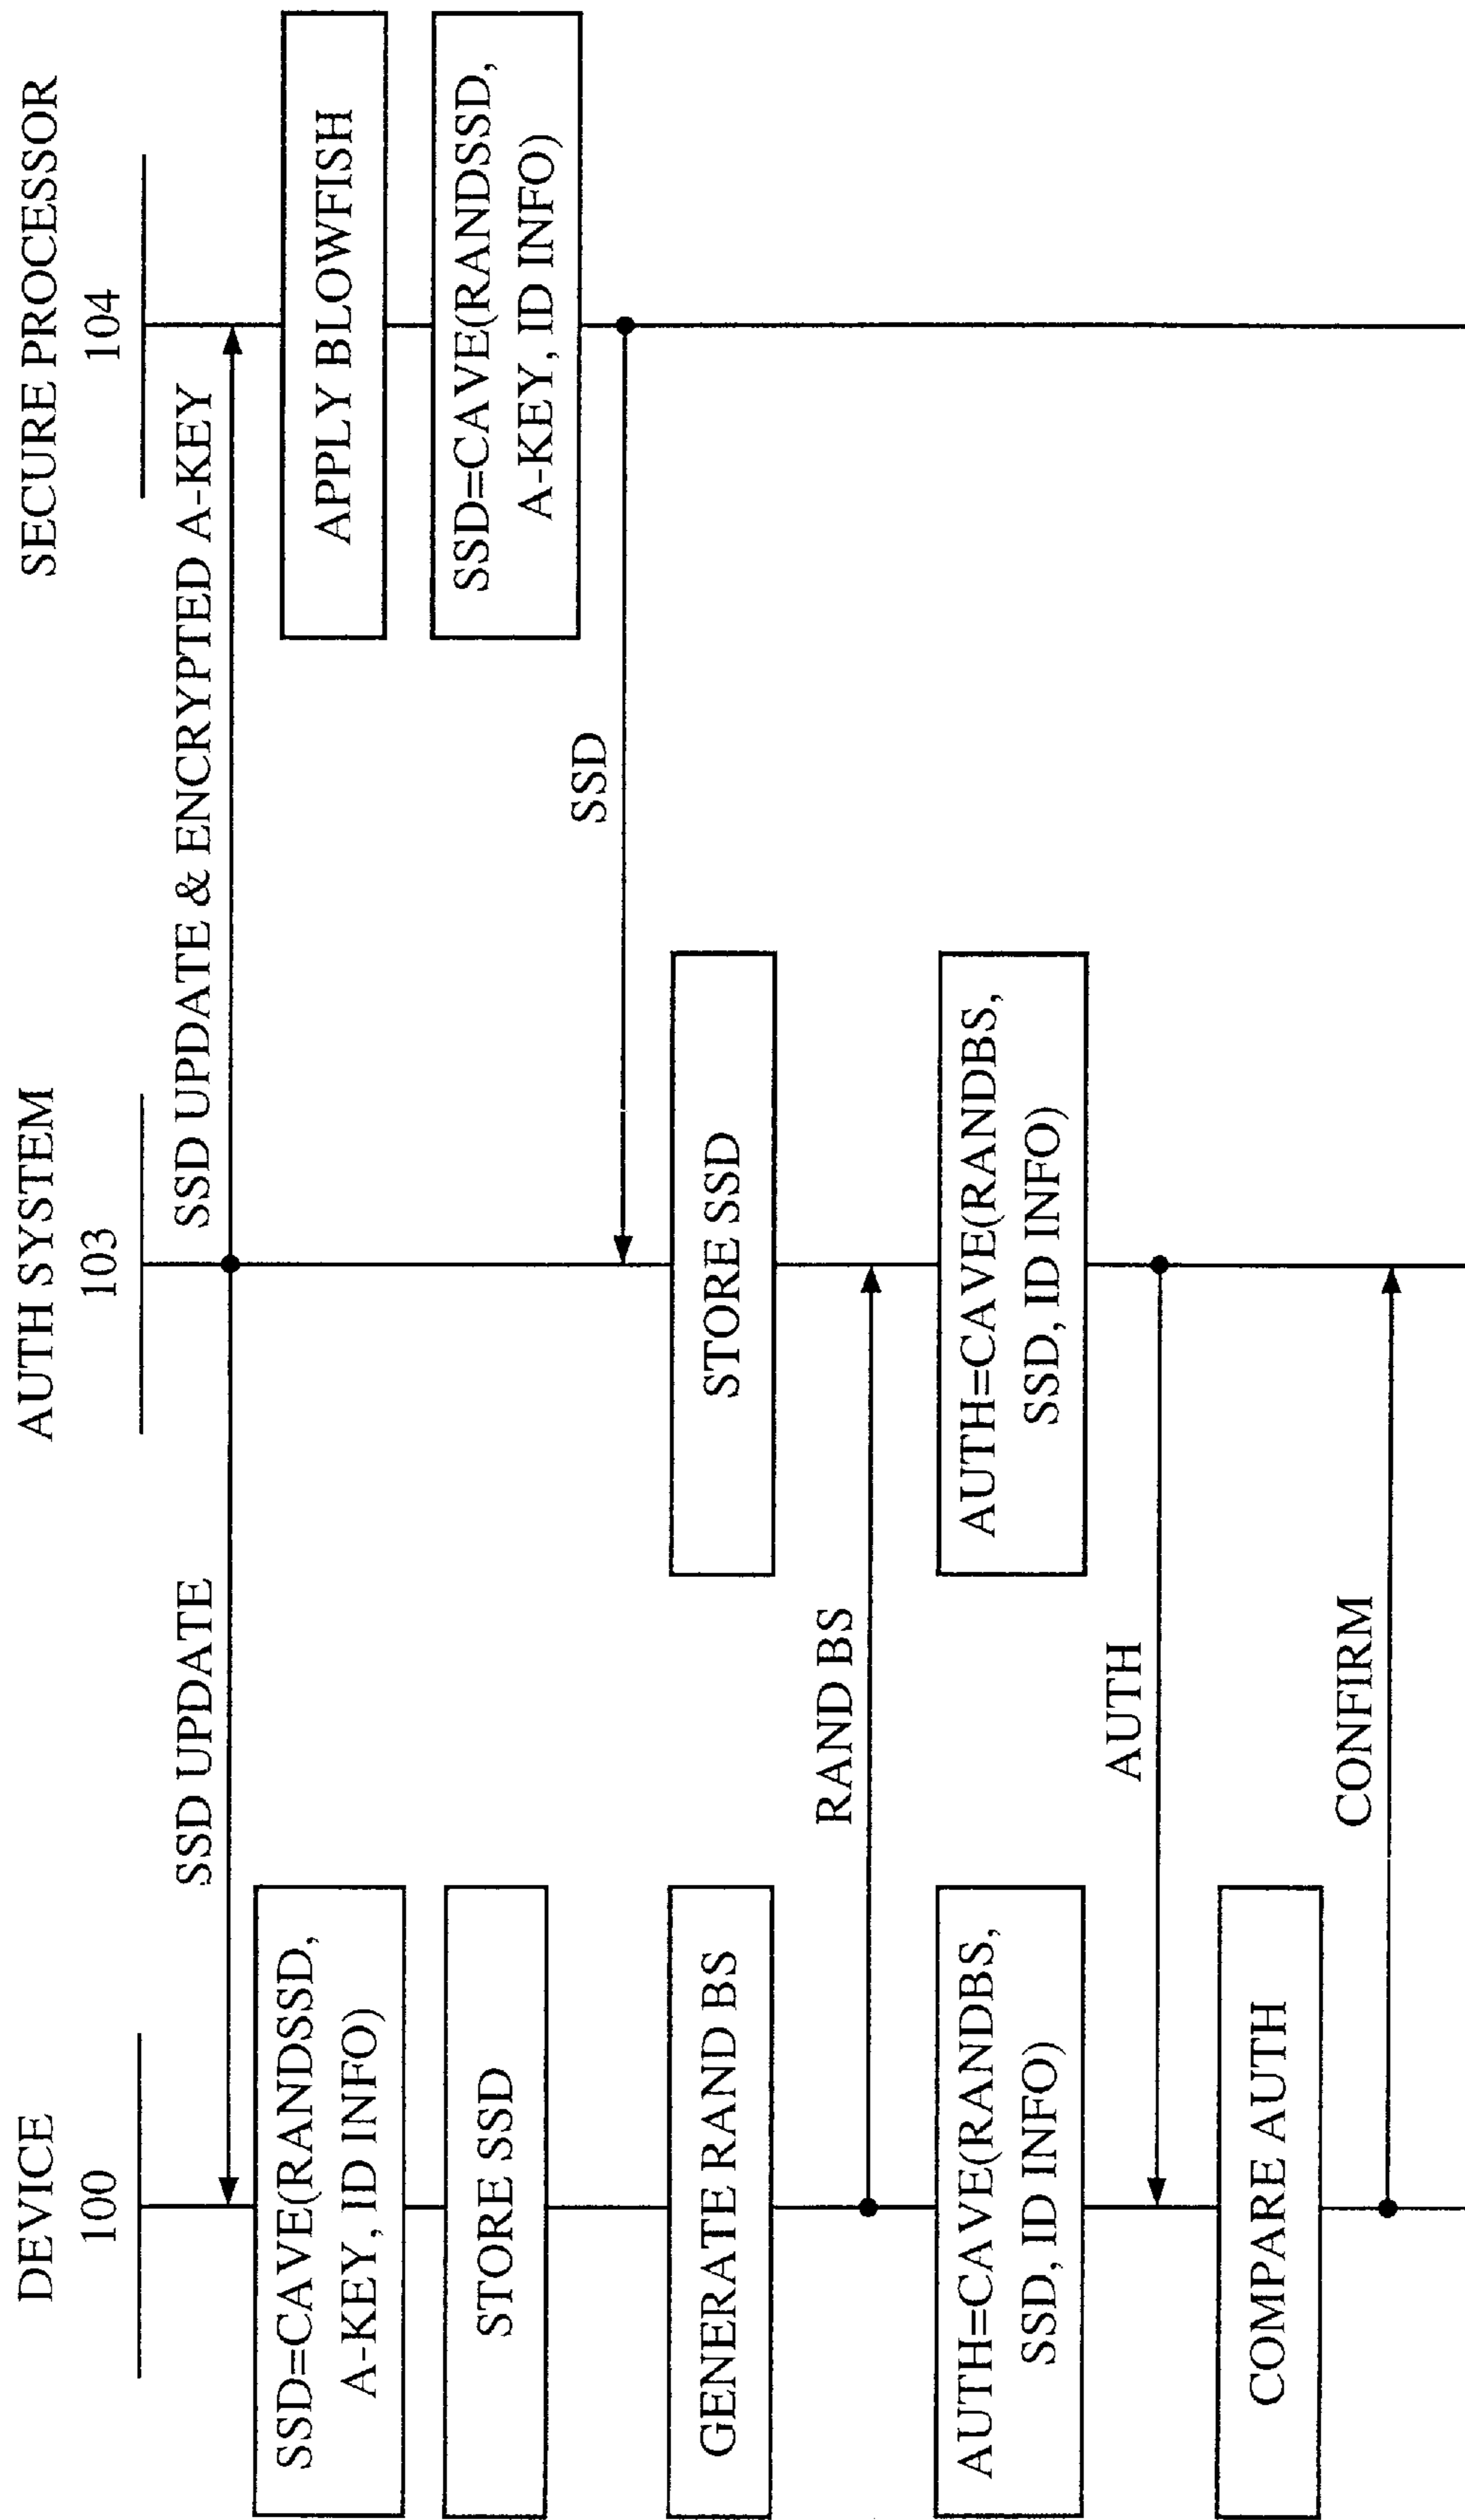 DEVICE
100
AUTH SYSTEM
103
SECURE PROCESSOR
104
SSD UPDATE
SSD UPDATE & ENCRYPTED A-KEY
SSD=CAVE(RANDSSD,
A-KEY, ID INFO)
APPLY BLOWFISH
STORE SSD
SSD=CAVE(RANDSSD,
A-KEY, ID INFO)
SSD
GENERATE RAND BS
STORE SSD
RAND BS
AUTH=CAVE(RANDBS,
SSD, ID INFO)
AUTH=CAVE(RANDBS,
SSD, ID INFO)
AUTH
COMPARE AUTH
CONFIRM